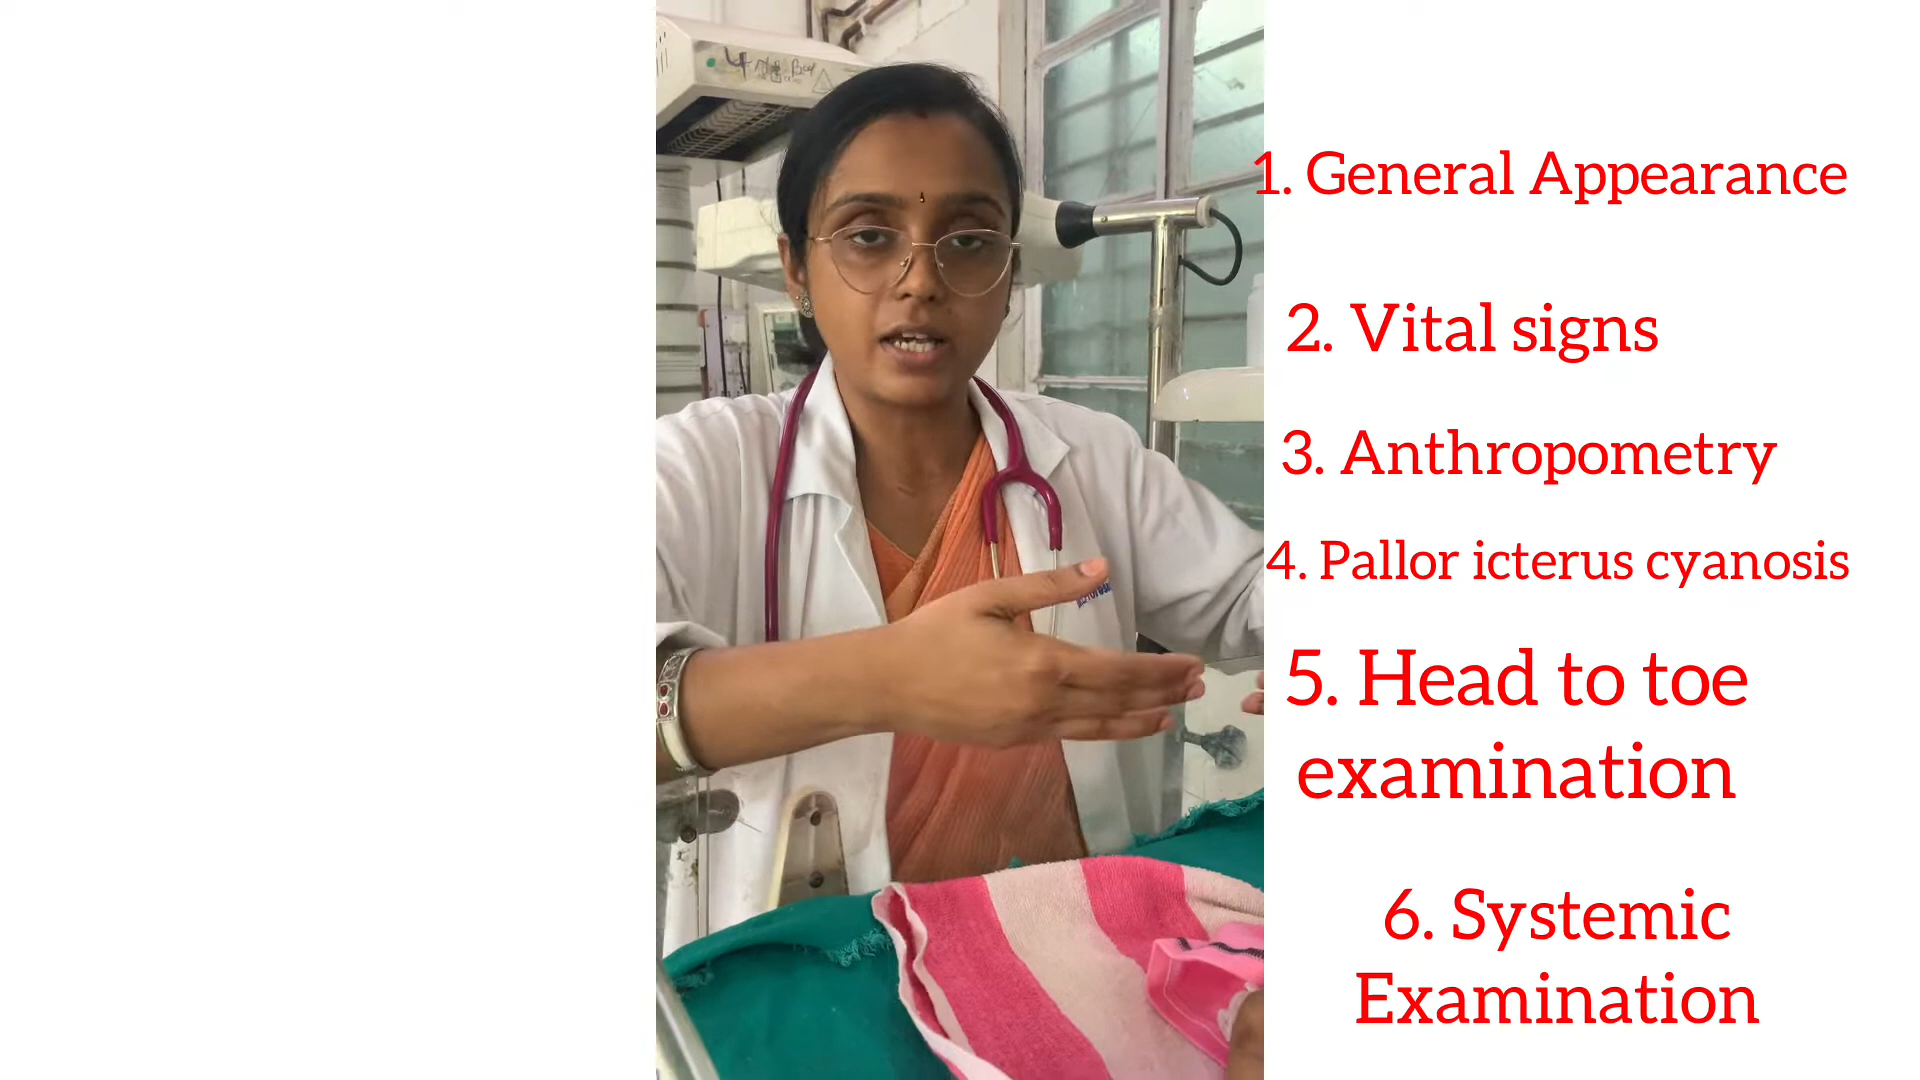 1. General Appearance
2. Vital signs
3. Anthropometry
4. Pallor icterus cyanosis
5. Head to toe
examination
6. Systemic
Examination